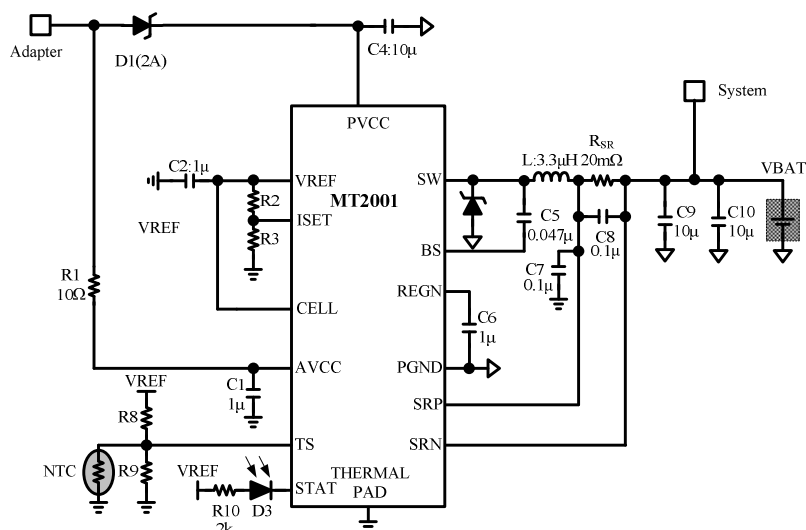 Adapter
D1(2A)
C4:10µ
System
PVCC
C2:1µ
VREF
VREF
R2
ISET
R3
MT2001
SW
L:3.3µH
RSR
20mΩ
VBAT
C5
0.047µ
C8
0.1µ
C9
10µ
C10
10µ
BS
C7
0.1µ
R1
10Ω
CELL
REGN
C6
1µ
AVCC
C1
1µ
PGND
VREF
R8
SRP
NTC
R9
TS
SRN
VREF
R10
2k
D3
STAT
THERMAL
PAD